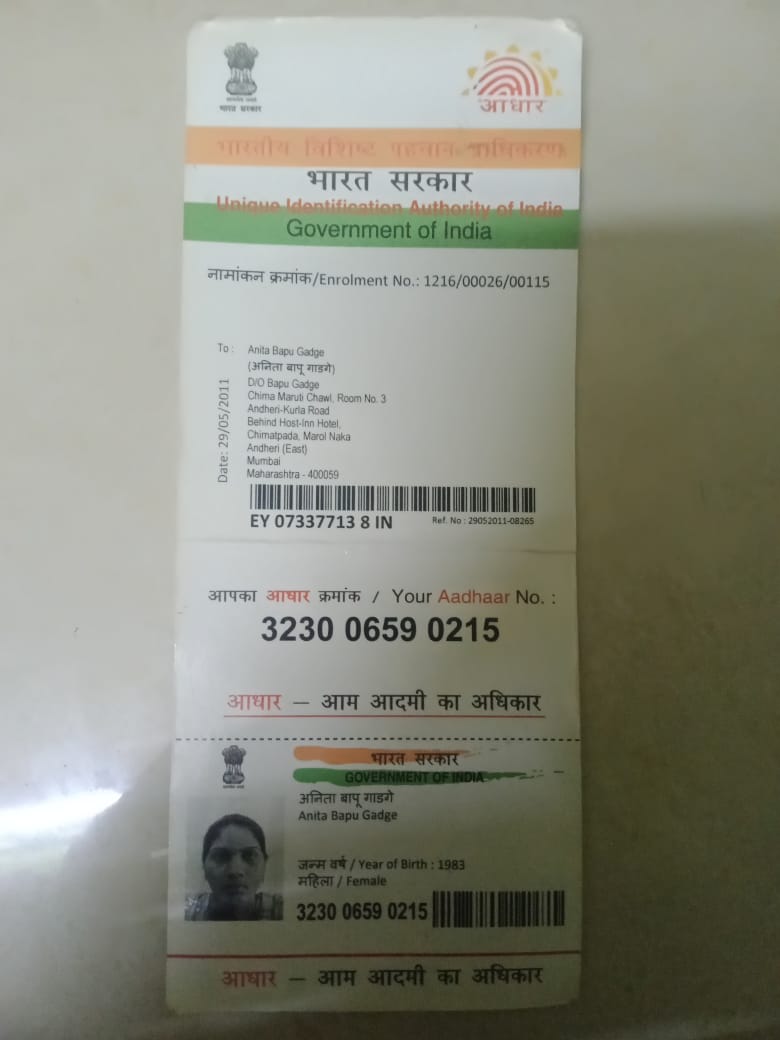 भारत सरकार
आधार
भारतीय विशिष्ट पहचान प्राधिकरण
भारत सरकार
Unique Identification Authority of India
Government of India
नामांकन क्रमांक/Enrolment No.: 1216/00026/00115
To :
Anita Bapu Gadge
(अनिता बापू गाडगे)
D/O Bapu Gadge
Chima Maruti Chawl, Room No. 3
Andheri-Kurla Road
Behind Host-Inn Hotel,
Chimatpada, Marol Naka
Andheri (East)
Mumbai
Maharashtra - 400059
Date: 29/05/2011
EY 07337713 8 IN
Ref. No : 29052011-08265
आपका आधार क्रमांक / Your Aadhaar No. :
3230 0659 0215
आधार – आम आदमी का अधिकार
भारत सरकार
GOVERNMENT OF INDIA
अनिता बापू गाडगे
Anita Bapu Gadge
जन्म वर्ष / Year of Birth : 1983
महिला / Female
3230 0659 0215
आधार – आम आदमी का अधिकार